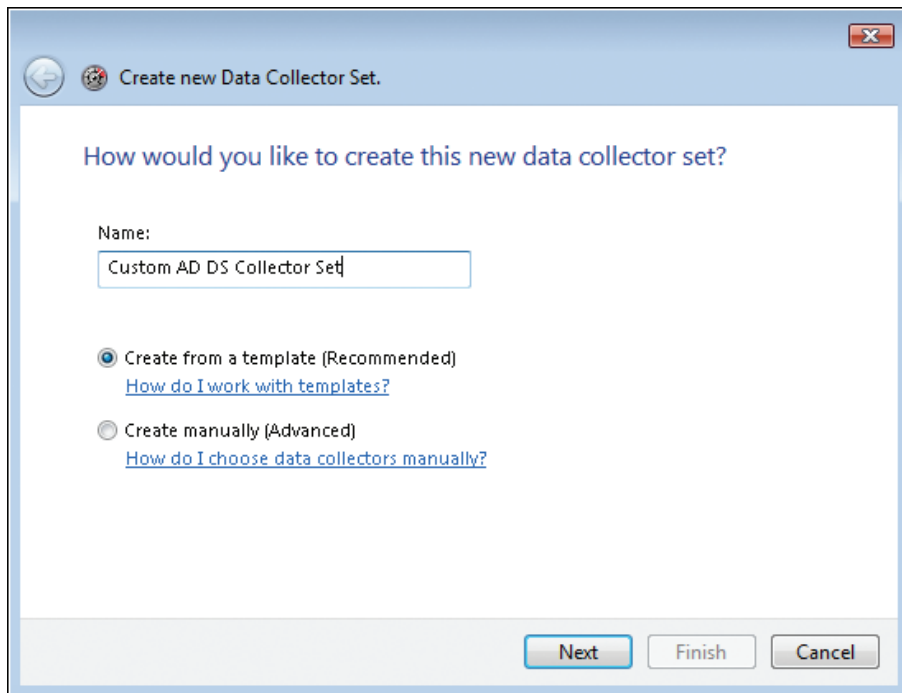 Create new Data Collector Set.
How would you like to create this new data collector set?
Name:
Custom AD DS Collector Set
Create from a template (Recommended)
How do I work with templates?
Create manually (Advanced)
How do I choose data collectors manually?
Next
Finish
Cancel